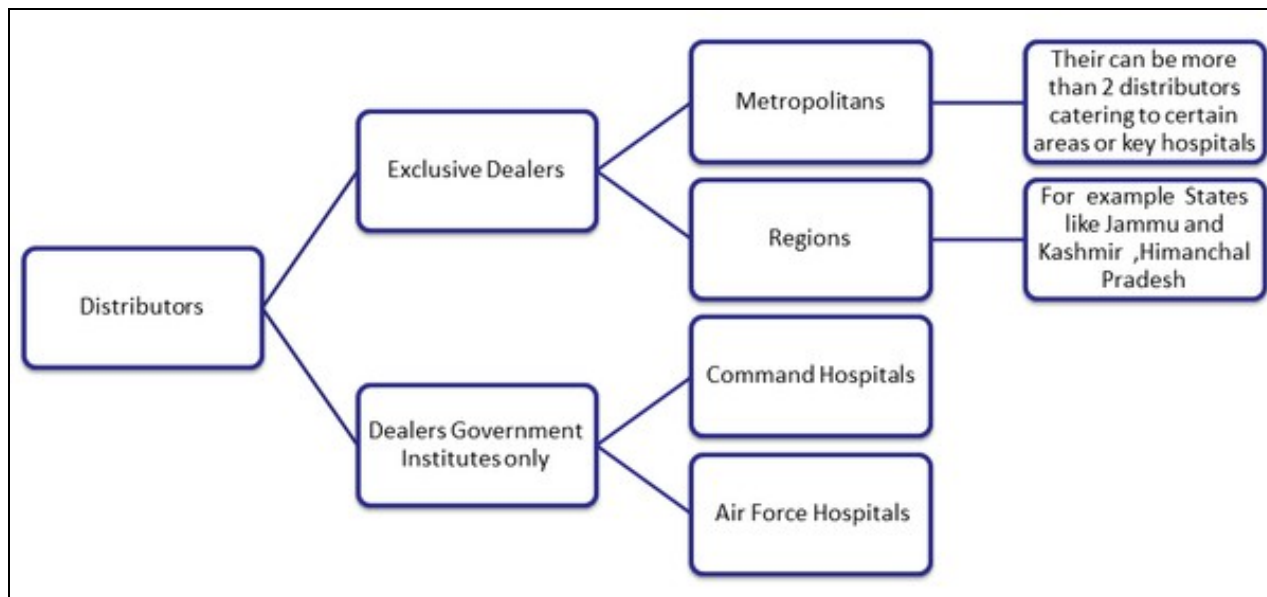 Distributors
Exclusive Dealers
Dealers Government
Institutes only
Metropolitans
Regions
Command Hospitals
Air Force Hospitals
Their can be more
than 2 distributors
catering to certain
areas or key hospitals
For example States
like Jammu and
Kashmir ,Himanchal
Pradesh